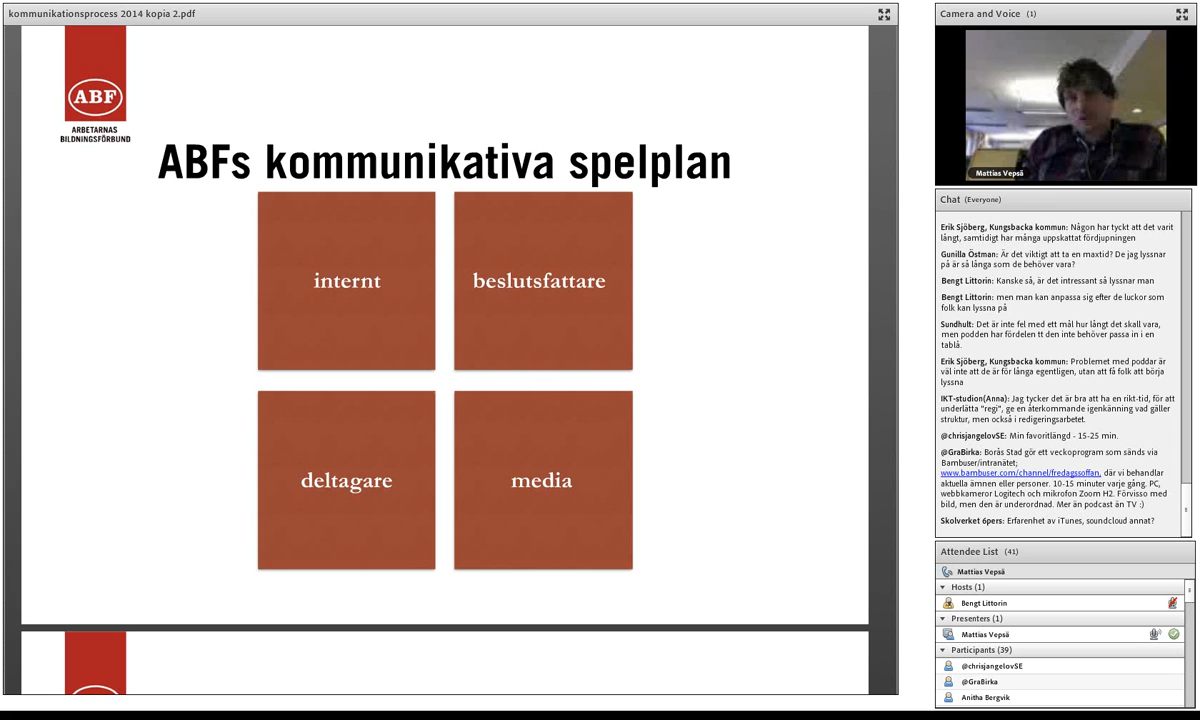 kommunikationsprocess 2014 kopia 2.pdf
ABF
ARBETARNAS
BILDNINGSFÖRBUND
ABFs kommunikativa spelplan
internt
beslutsfattare
deltagare
media
Camera and Voice (1)
Mattias Vepsä
Chat (Everyone)
Erik Sjöberg, Kungsbacka kommun: Någon har tyckt att det varit
långt, samtidigt har många uppskattat fördjupningen
Gunilla Östman: Är det viktigt att ta en maxtid? De jag lyssnar
på är så långa som de behöver vara?
Bengt Littorin: Kanske så, är det intressant så lyssnar man
Bengt Littorin: men man kan anpassa sig efter de luckor som
folk kan lyssna på
Sundhult: Det är inte fel med ett mål hur långt det skall vara,
men podden har fördelen tt den inte behöver passa in i en
tablå.
Erik Sjöberg, Kungsbacka kommun: Problemet med poddar är
väl inte att de är för långa egentligen, utan att få folk att börja
lyssna
IKT-studion(Anna): Jag tycker det är bra att ha en rikt-tid, för att
underlätta "regi", ge en återkommande igenkänning vad gäller
struktur, men också i redigeringsarbetet.
@chrisjangelovSE: Min favoritlängd - 15-25 min.
@GraBirka: Borås Stad gör ett veckoprogram som sänds via
Bambuser/intranätet;
www.bambuser.com/channel/fredagssoffan, där vi behandlar
aktuella ämnen eller personer. 10-15 minuter varje gång. PC,
webbkameror Logitech och mikrofon Zoom H2. Förvisso med
bild, men den är underordnad. Mer än podcast än TV :)
Skolverket 6pers: Erfarenhet av iTunes, soundcloud annat?
Attendee List (41)
Mattias Vepsä
Hosts (1)
Bengt Littorin
Presenters (1)
Mattias Vepsä
Participants (39)
@chrisjangelovSE
@GraBirka
Anitha Bergvik